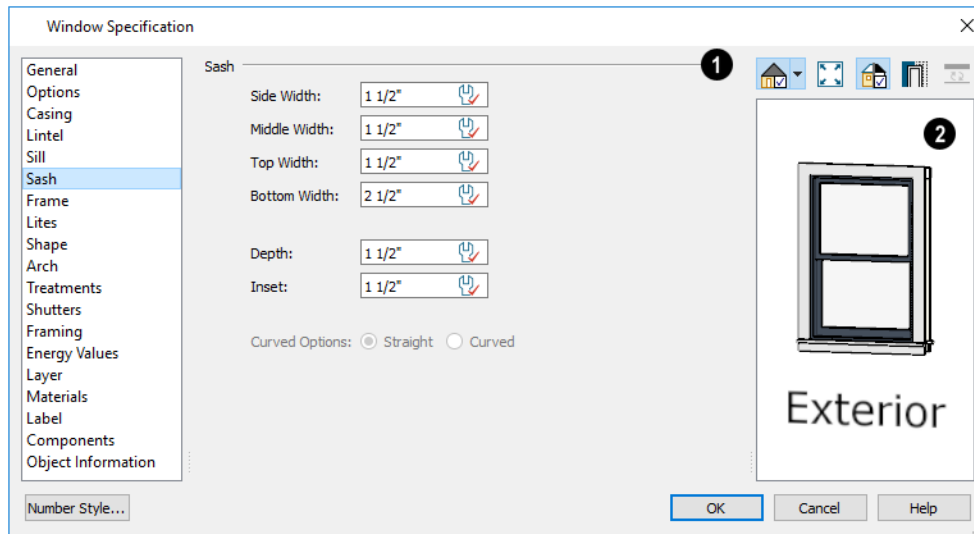 Window Specification
General
Options
Casing
Lintel
Sill
Sash
Frame
Lites
Shape
Arch
Treatments
Shutters
Framing
Energy Values
Layer
Materials
Label
Components
Object Information
Sash
Side Width: 1 1/2"
Middle Width: 1 1/2"
Top Width: 1 1/2"
Bottom Width: 2 1/2"
Depth: 1 1/2"
Inset: 1 1/2"
Curved Options: Straight Curved
1
2
Exterior
Number Style...
OK Cancel Help